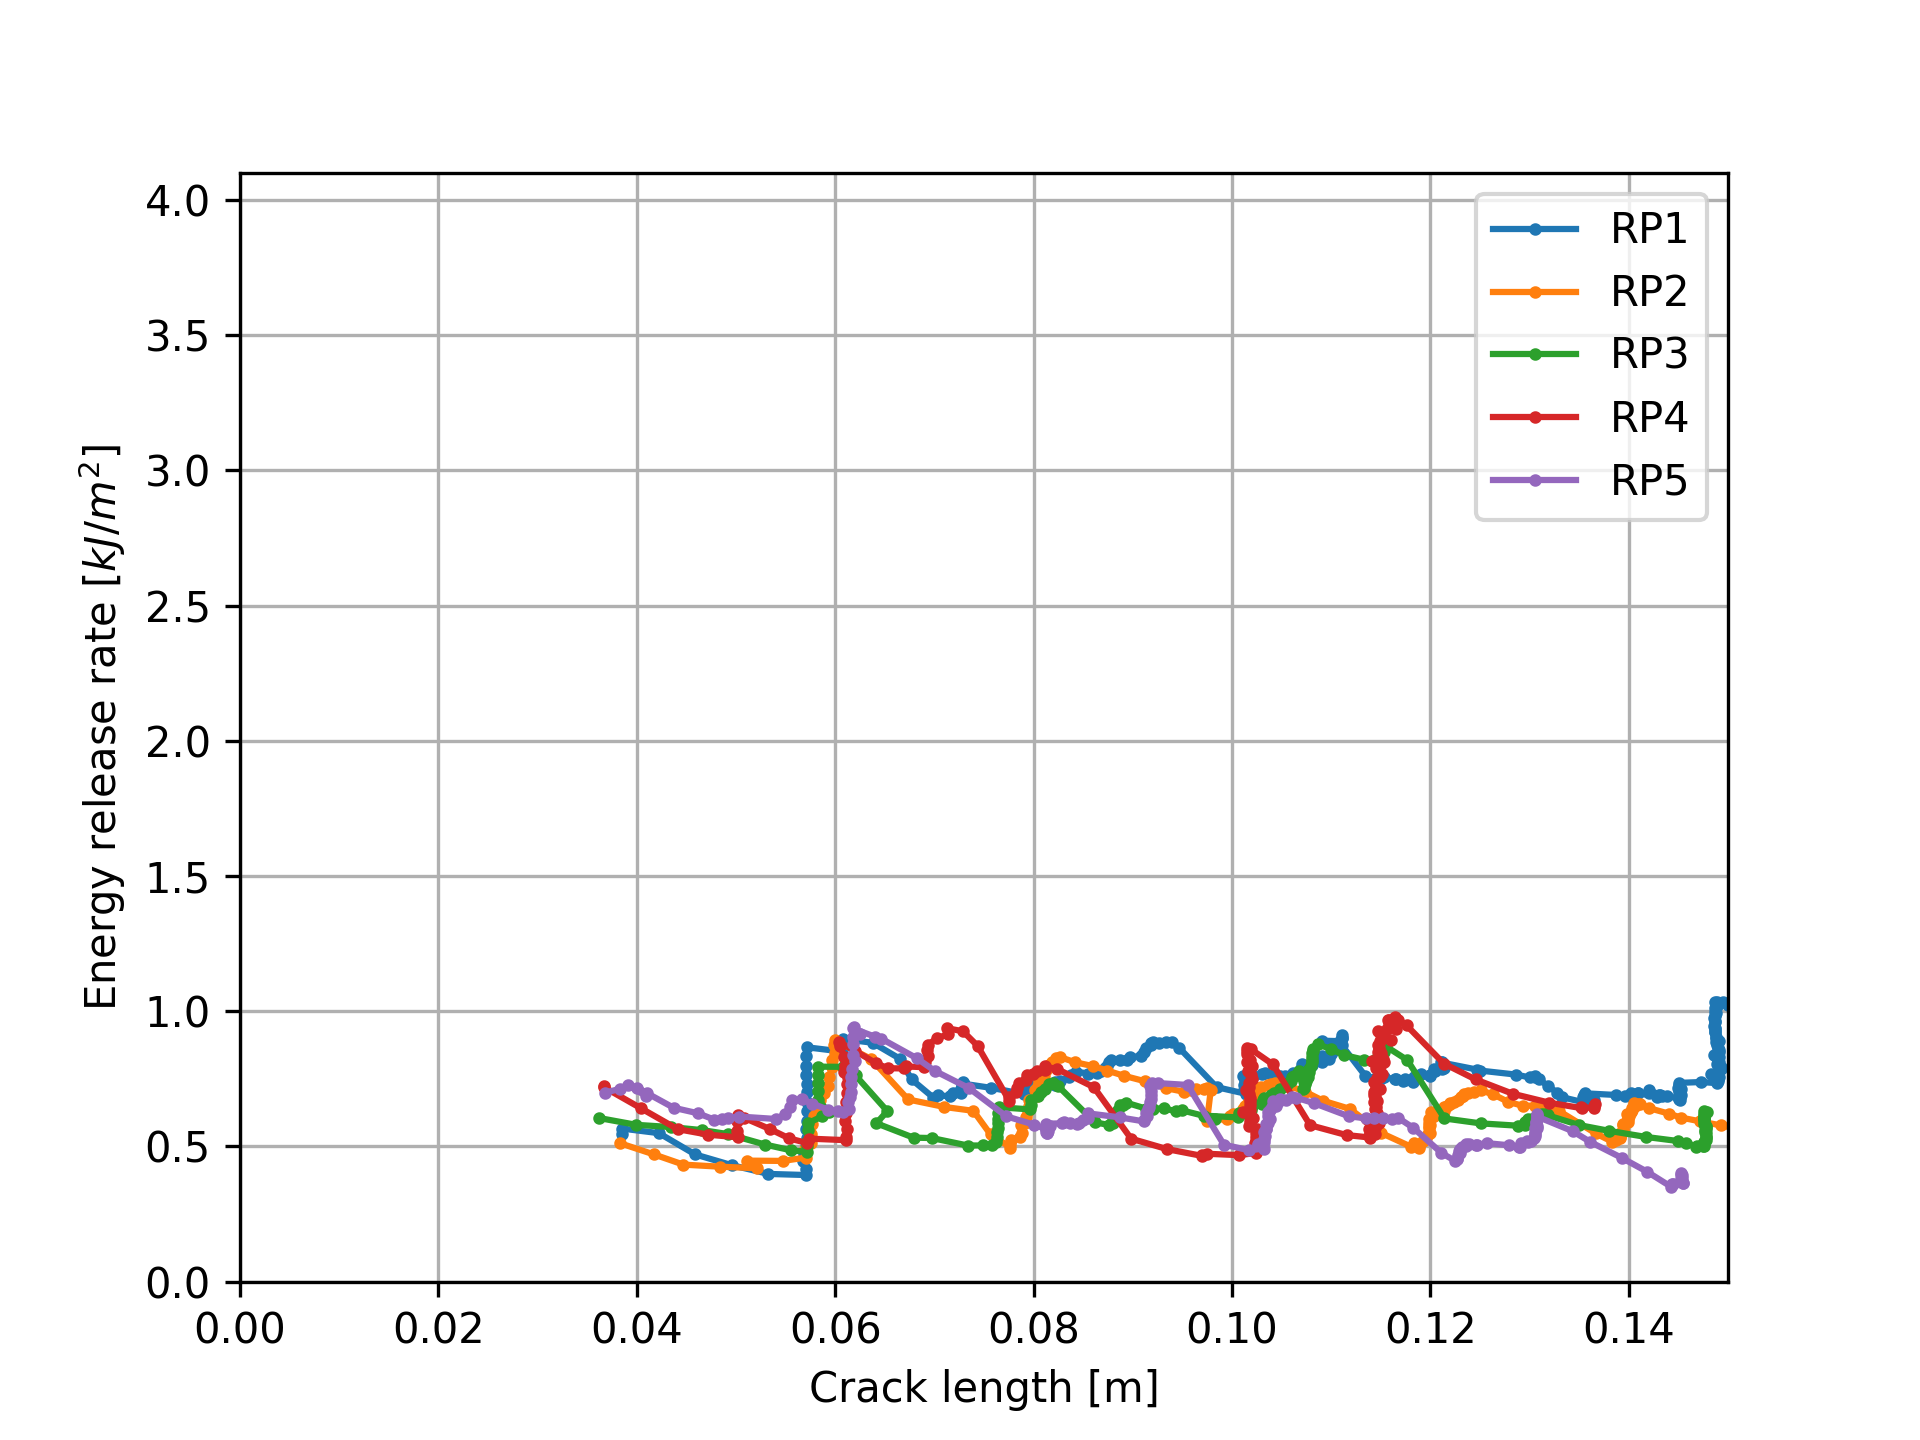 4.0
3.5
3.0
2.5
2.0
1.5
1.0
0.5
0.0
0.00 0.02 0.04 0.06 0.08 0.10 0.12 0.14
Crack length [m]
Energy release rate [kJ/m²]
RP1
RP2
RP3
RP4
RP5